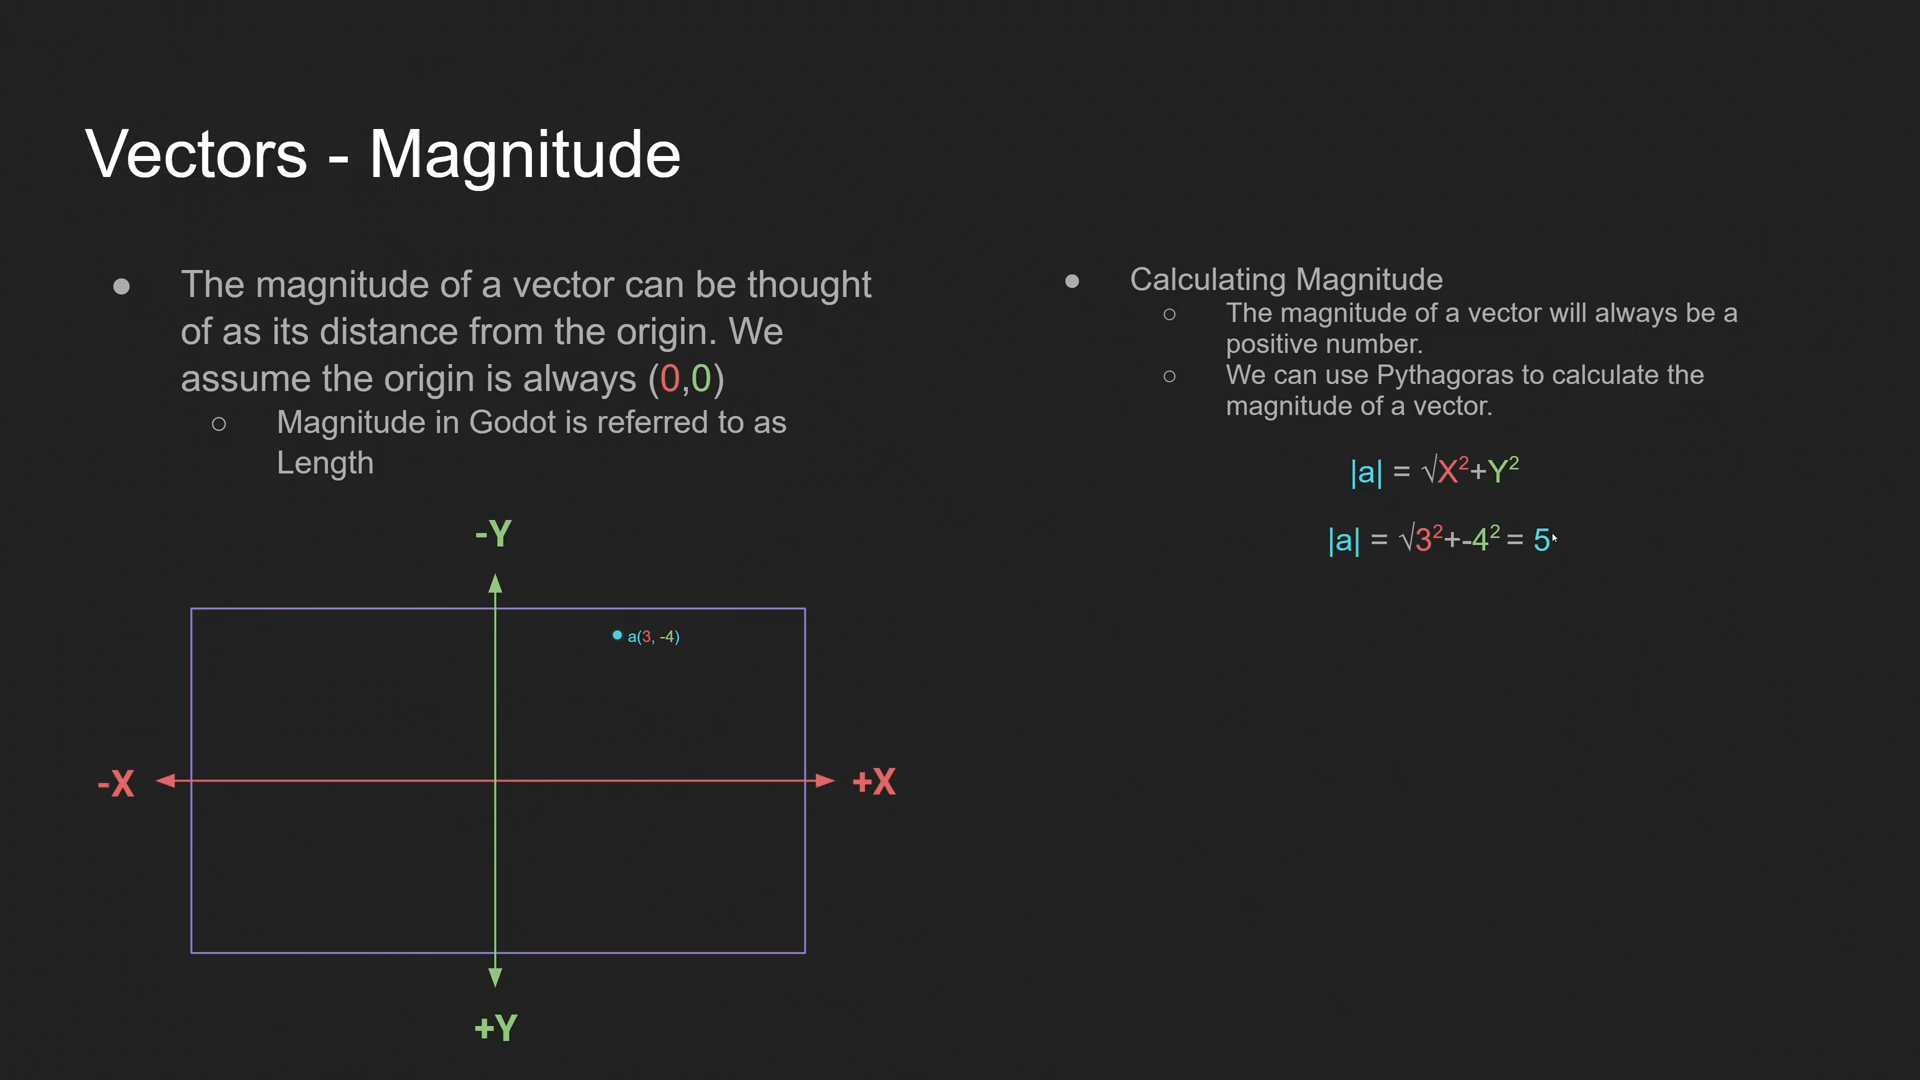 Vectors - Magnitude
● The magnitude of a vector can be thought
of as its distance from the origin. We
assume the origin is always (0,0)
○ Magnitude in Godot is referred to as
Length
● Calculating Magnitude
○ The magnitude of a vector will always be a
positive number.
○ We can use Pythagoras to calculate the
magnitude of a vector.
|a| = √X²+Y²
|a| = √3²+-4² = 5
-Y
a(3, -4)
-X
+X
+Y